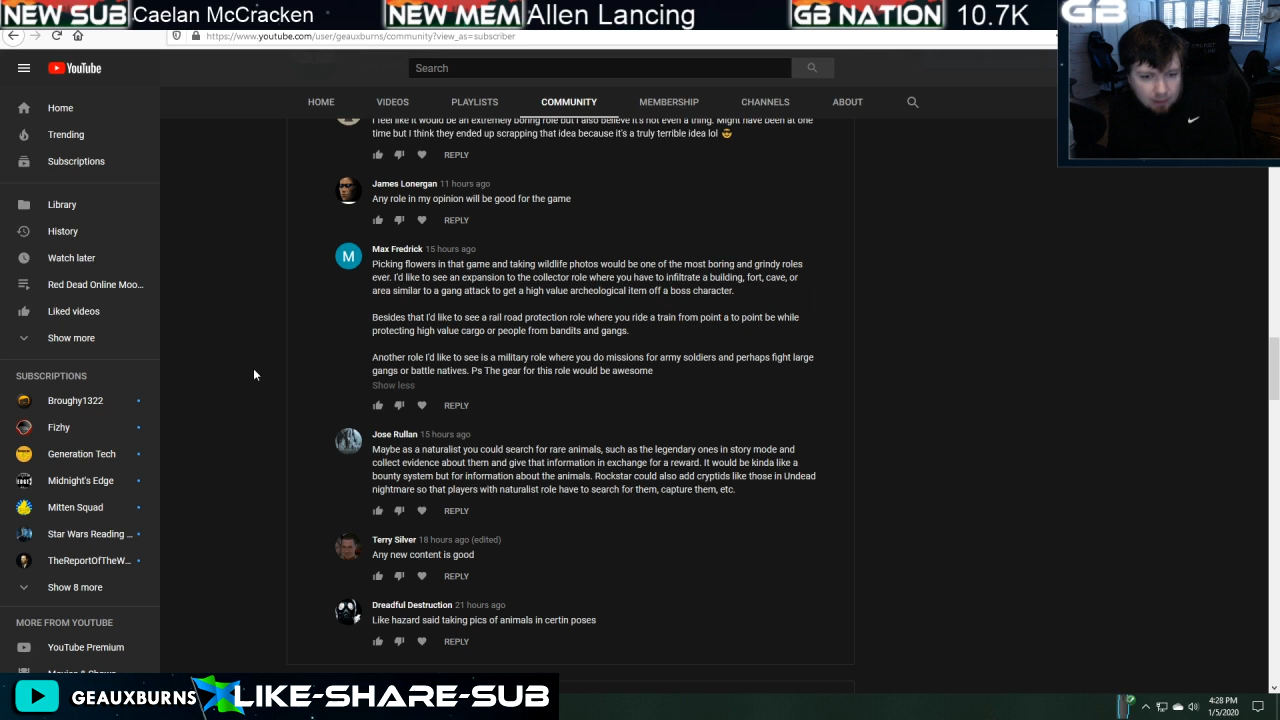 NEW SUB Caelan McCracken NEW MEM Allen Lancing GB NATION 10.7K GB
https://www.youtube.com/user/geauxburns/community?view_as=subscriber
YouTube
Search
HOME VIDEOS PLAYLISTS COMMUNITY MEMBERSHIP CHANNELS ABOUT
Home
Trending
Subscriptions
Library
History
Watch later
Red Dead Online Moo...
Liked videos
Show more
SUBSCRIPTIONS
Broughy1322
Fizhy
Generation Tech
Midnight's Edge
Mitten Squad
Star Wars Reading ...
TheReportOfTheW...
Show 8 more
MORE FROM YOUTUBE
YouTube Premium
I feel like it would be an extremely boring role but I also believe it's not even a thing. Might have been at one
time but I think they ended up scrapping that idea because it's a truly terrible idea lol
REPLY
James Lonergan 11 hours ago
Any role in my opinion will be good for the game
REPLY
M
Max Fredrick 15 hours ago
Picking flowers in that game and taking wildlife photos would be one of the most boring and grindy roles
ever. I'd like to see an expansion to the collector role where you have to infiltrate a building, fort, cave, or
area similar to a gang attack to get a high value archeological item off a boss character.
Besides that I'd like to see a rail road protection role where you ride a train from point a to point be while
protecting high value cargo or people from bandits and gangs.
Another role I'd like to see is a military role where you do missions for army soldiers and perhaps fight large
gangs or battle natives. Ps The gear for this role would be awesome
Show less
REPLY
Jose Rullan 15 hours ago
Maybe as a naturalist you could search for rare animals, such as the legendary ones in story mode and
collect evidence about them and give that information in exchange for a reward. It would be kinda like a
bounty system but for information about the animals. Rockstar could also add cryptids like those in Undead
nightmare so that players with naturalist role have to search for them, capture them, etc.
REPLY
Terry Silver 18 hours ago (edited)
Any new content is good
REPLY
Dreadful Destruction 21 hours ago
Like hazard said taking pics of animals in certin poses
REPLY
GEAUXBURNS LIKE-SHARE-SUB
4:28 PM
1/5/2020